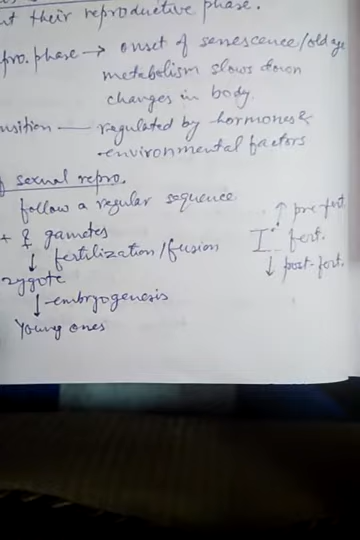 t their reproductive phase.
pro. phase → onset of senescence/old age
metabolism slows down
changes in body.
nsition — regulated by hormones &
environmental factors
f sexual repro.
follow a regular sequence
+ ♀ gametes
↓ fertilization/fusion
zygote
↓ embryogenesis
Young ones
↑ pre-fert.
I fert.
↓ post-fert.